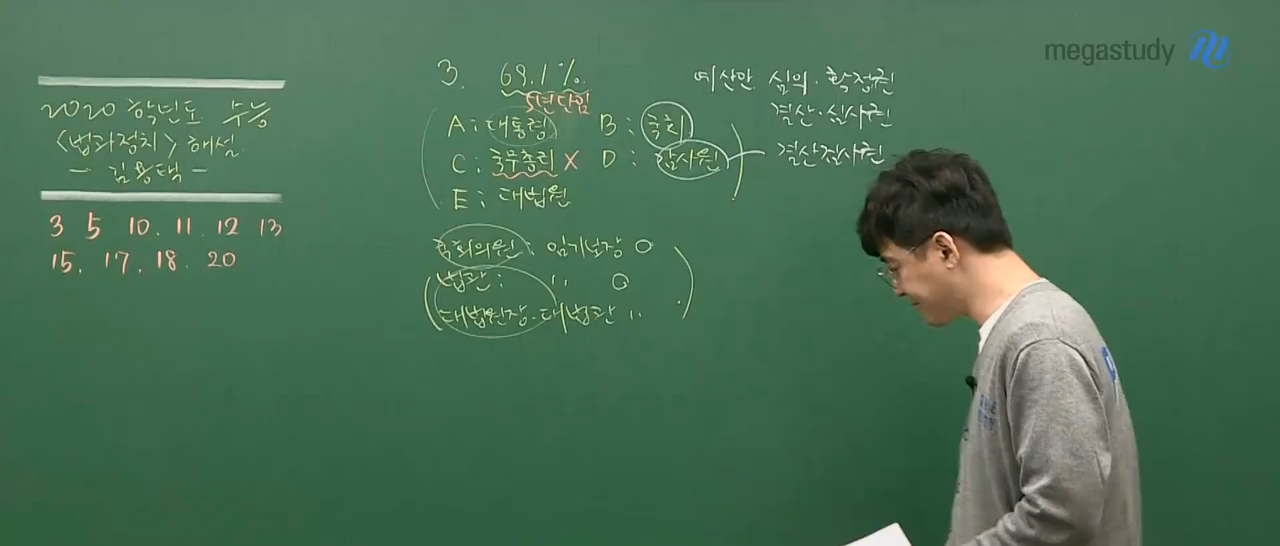 megastudy
2020 학년도 수능
<법과정치> 해설
- 김용택 -
3 5 10. 11. 12 13
15. 17. 18. 20
3. 69.1%
5년단임
A : 대통령 B : 국회
C : 국무총리 X D : 감사원
E : 대법원
예산안 심의·확정권
결산·심사권
결산검사권
국회의원 : 임기보장 O
법관 : '' O
대법원장·대법관 ''